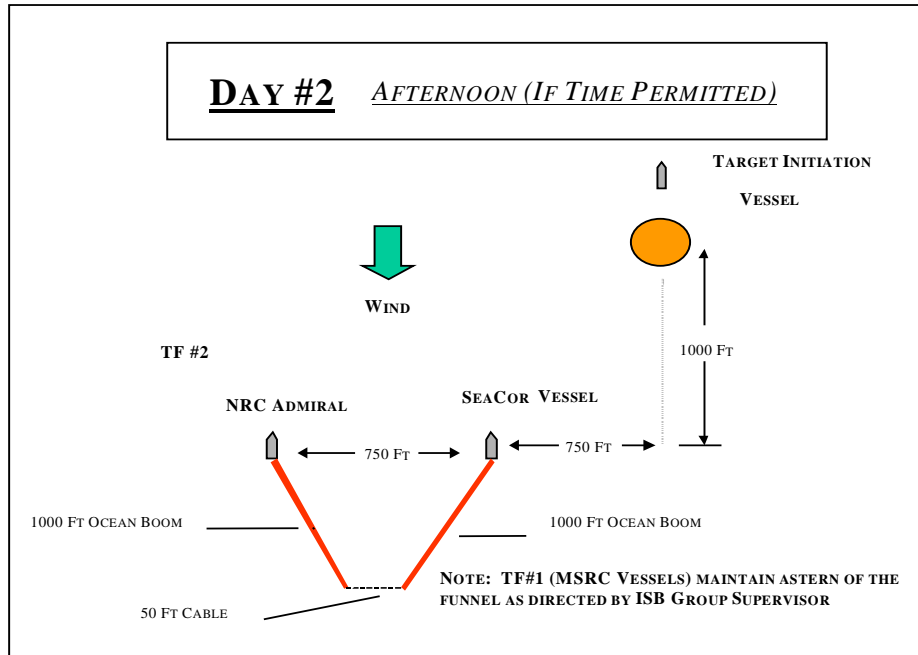 DAY #2 AFTERNOON (IF TIME PERMITTED)
TARGET INITIATION
VESSEL
WIND
1000 FT
TF #2
NRC ADMIRAL
SEACOR VESSEL
750 FT
750 FT
1000 FT OCEAN BOOM
1000 FT OCEAN BOOM
NOTE: TF#1 (MSRC VESSELS) MAINTAIN ASTERN OF THE
FUNNEL AS DIRECTED BY ISB GROUP SUPERVISOR
50 FT CABLE